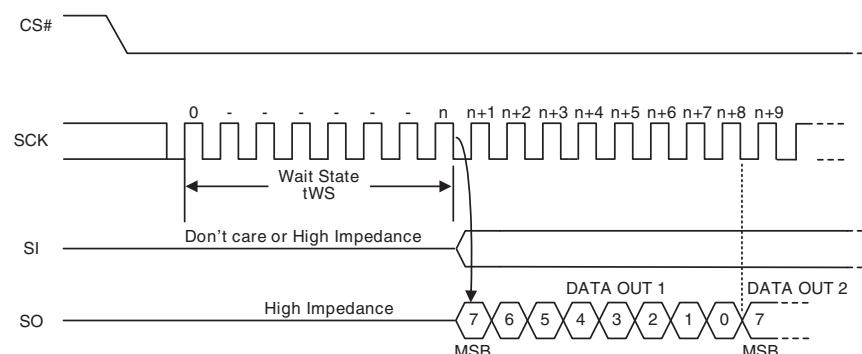 CS#
0 - - - - - - n n+1 n+2 n+3 n+4 n+5 n+6 n+7 n+8 n+9
SCK
Wait State
tWS
Don't care or High Impedance
SI
DATA OUT 1 DATA OUT 2
High Impedance
SO
7 6 5 4 3 2 1 0 7
MSB MSB